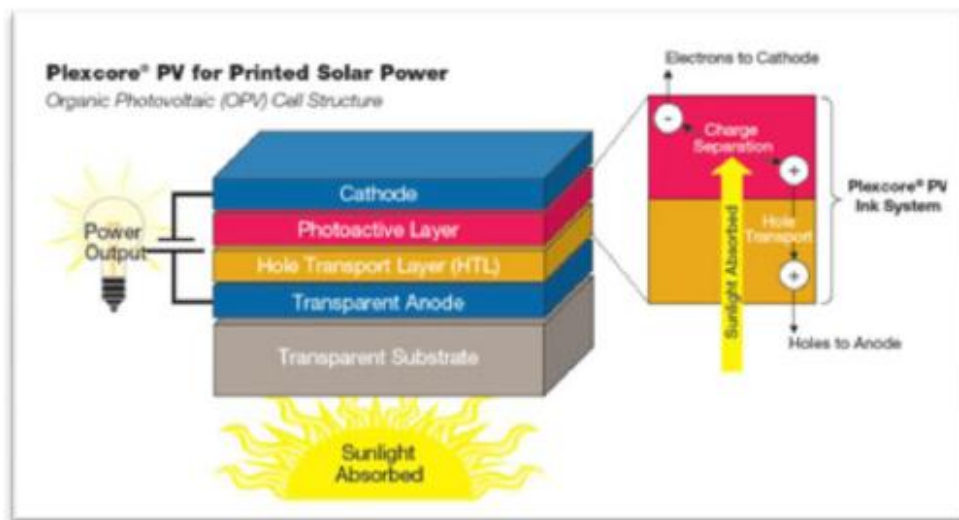 Plexcore® PV for Printed Solar Power
Organic Photovoltaic (OPV) Cell Structure
Power
Output
Cathode
Photoactive Layer
Hole Transport Layer (HTL)
Transparent Anode
Transparent Substrate
Sunlight
Absorbed
Electrons to Cathode
-
Charge
Separation
+
Hole
Transport
+
Sunlight Absorbed
Holes to Anode
Plexcore® PV
Ink System